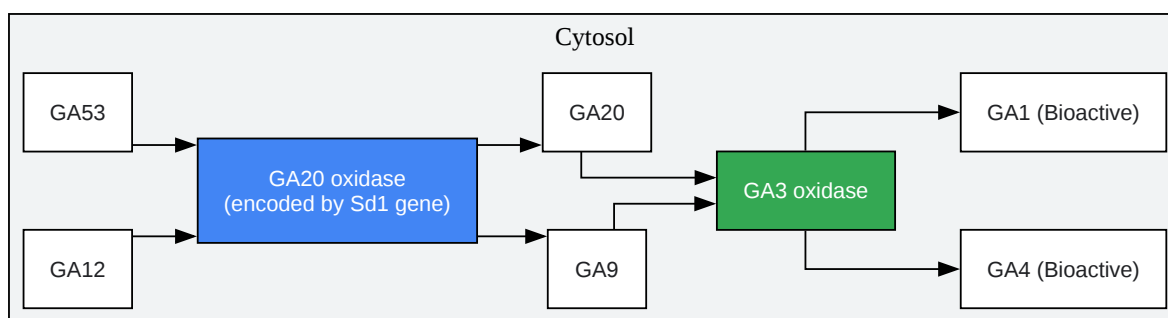 Cytosol
GA53
GA20
GA1 (Bioactive)
GA20 oxidase
(encoded by Sd1 gene)
GA3 oxidase
GA12
GA9
GA4 (Bioactive)